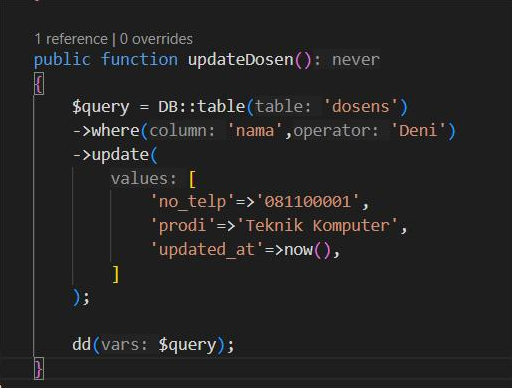 1 reference | 0 overrides
public function updateDosen(): never
{
$query = DB::table(table: 'dosens')
->where(column: 'nama',operator: 'Deni')
->update(
values: [
'no_telp'=>'081100001',
'prodi'=>'Teknik Komputer',
'updated_at'=>now(),
]
);
dd(vars: $query);
}